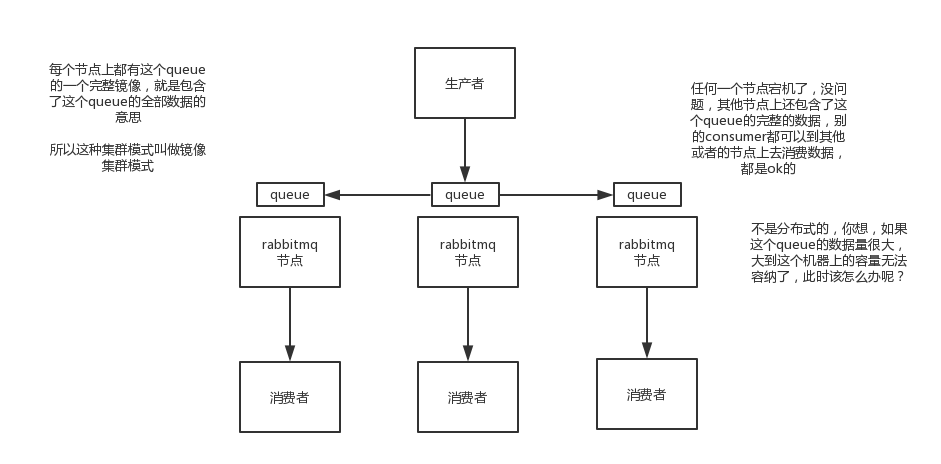 每个节点上都有这个queue
的一个完整镜像，就是包含
了这个queue的全部数据的
意思
所以这种集群模式叫做镜像
集群模式
生产者
任何一个节点宕机了，没问
题，其他节点上还包含了这
个queue的完整的数据，别
的consumer都可以到其他
或者的节点上去消费数据，
都是ok的
queue
queue
queue
rabbitmq
节点
rabbitmq
节点
rabbitmq
节点
不是分布式的，你想，如果
这个queue的数据量很大，
大到这个机器上的容量无法
容纳了，此时该怎么办呢？
消费者
消费者
消费者